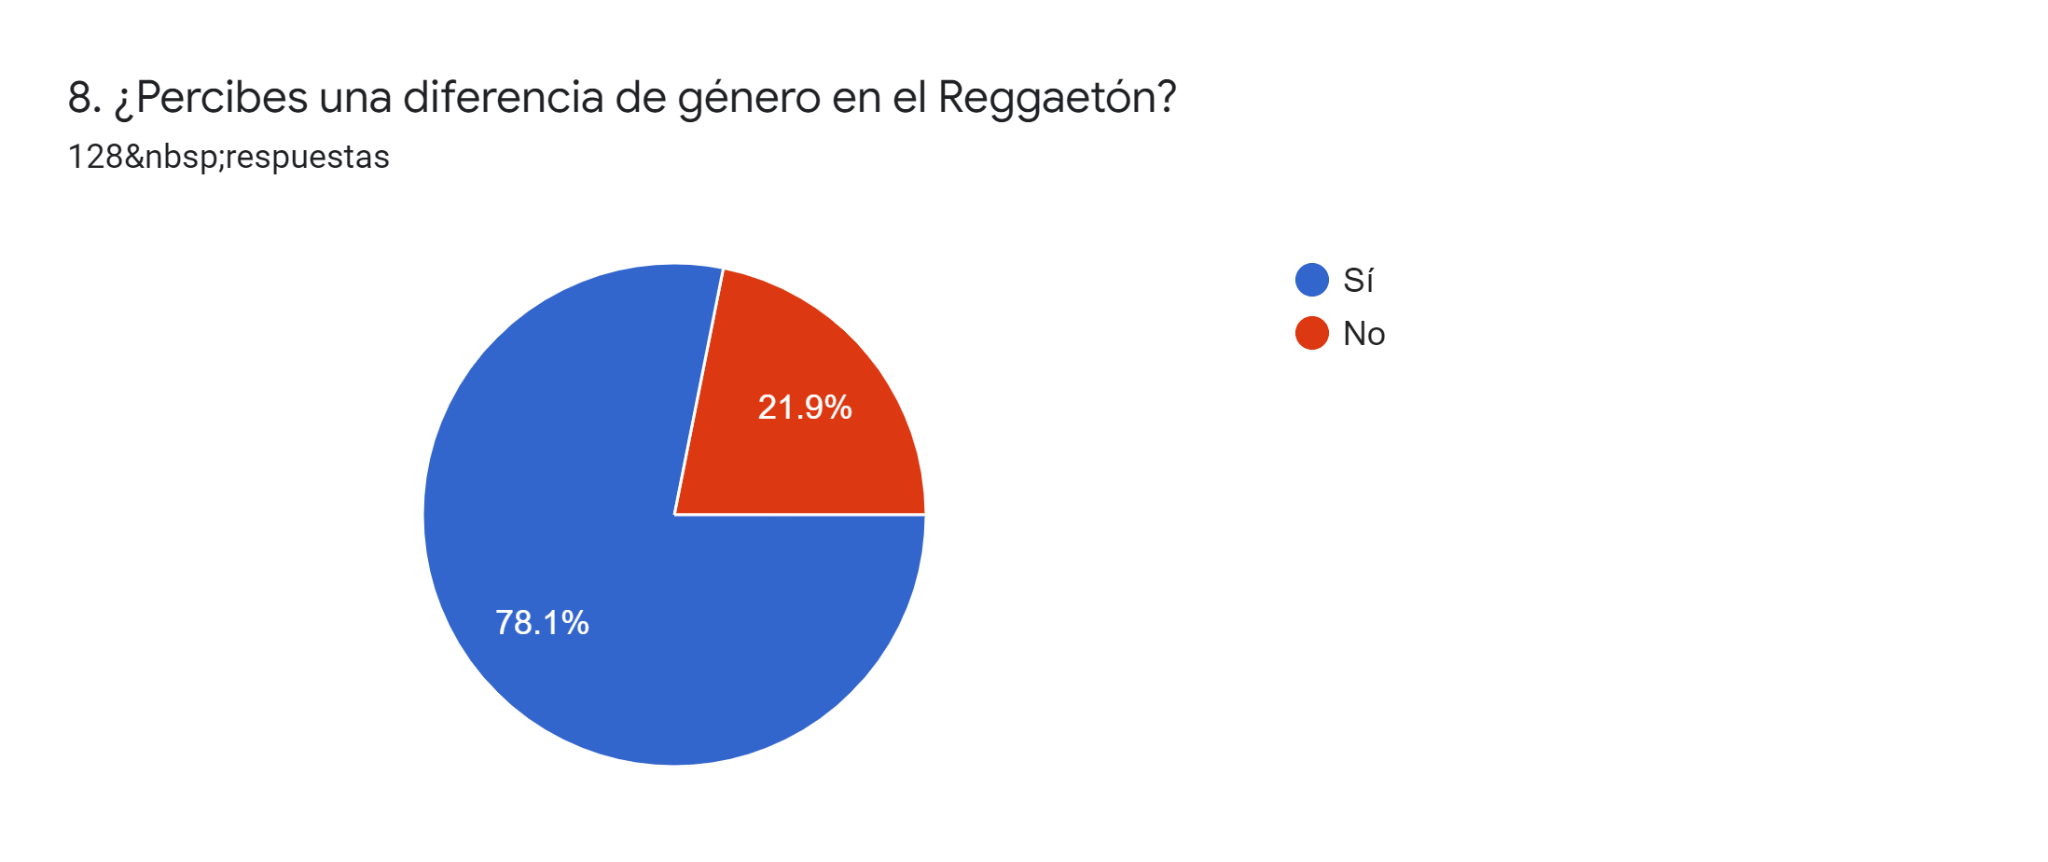 8. ¿Percibes una diferencia de género en el Reggaetón?
128&nbsp;respuestas
Sí
No
21.9%
78.1%